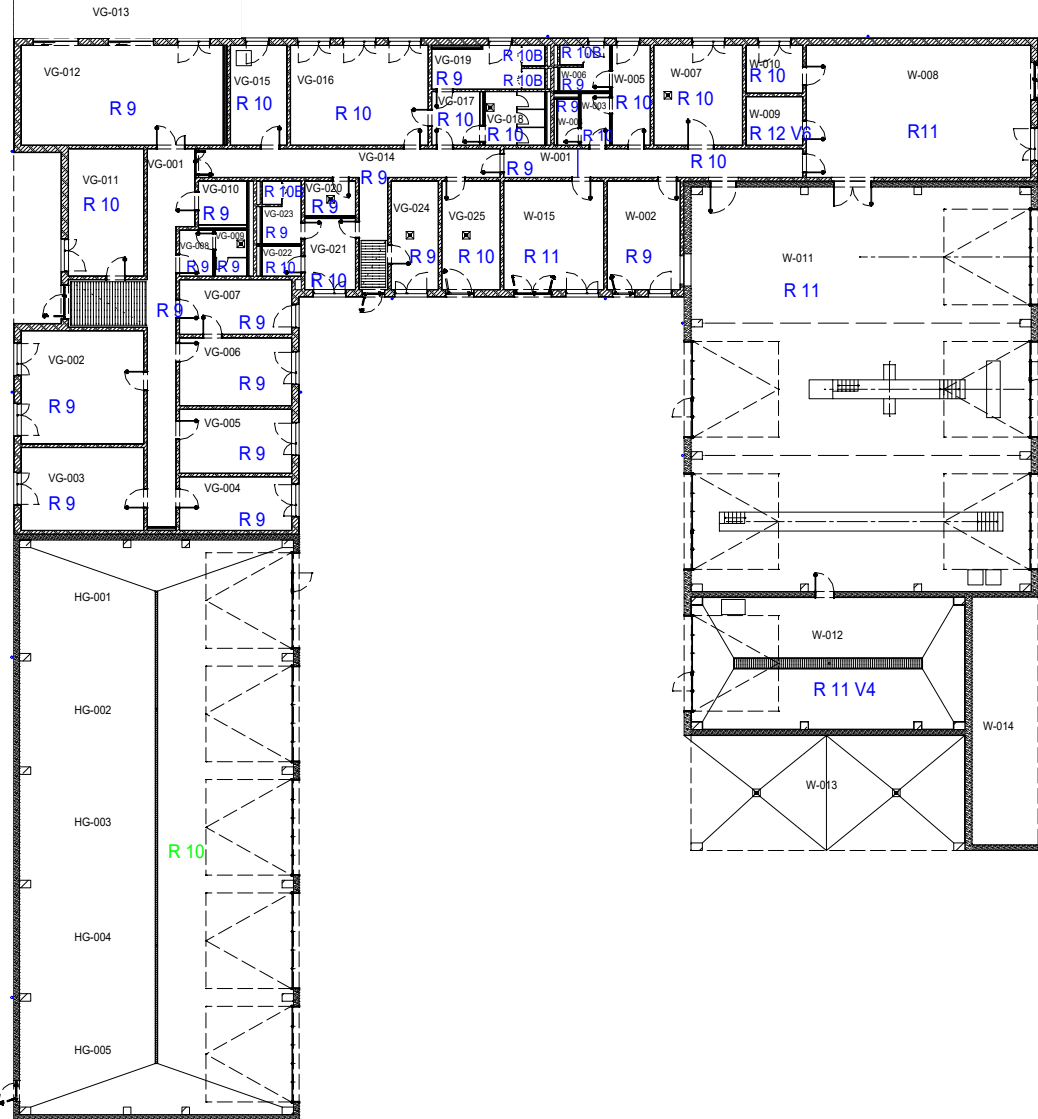 VG-013
VG-012
R 9
VG-015
R 10
VG-016
R 10
VG-019
R 9
R 10B
R 10B
VG-017
R 10
VG-018
R 10
R 10B
W-006
R 9
R 9
W-003
R 10
W-005
R 10
W-007
R 10
W-010
R 10
W-009
R 12 V6
W-008
R11
VG-001
VG-014
R 9
W-001
R 9
R 10
VG-011
R 10
VG-010
R 9
R 10B
VG-023
R 9
VG-020
R 9
VG-008
R 9
VG-009
R 9
VG-022
R 10
VG-021
R 10
VG-024
R 9
VG-025
R 10
W-015
R 11
W-002
R 9
W-011
R 11
R 9
VG-007
R 9
VG-002
R 9
VG-006
R 9
VG-005
R 9
VG-003
R 9
VG-004
R 9
HG-001
HG-002
HG-003
R 10
HG-004
HG-005
W-012
R 11 V4
W-014
W-013